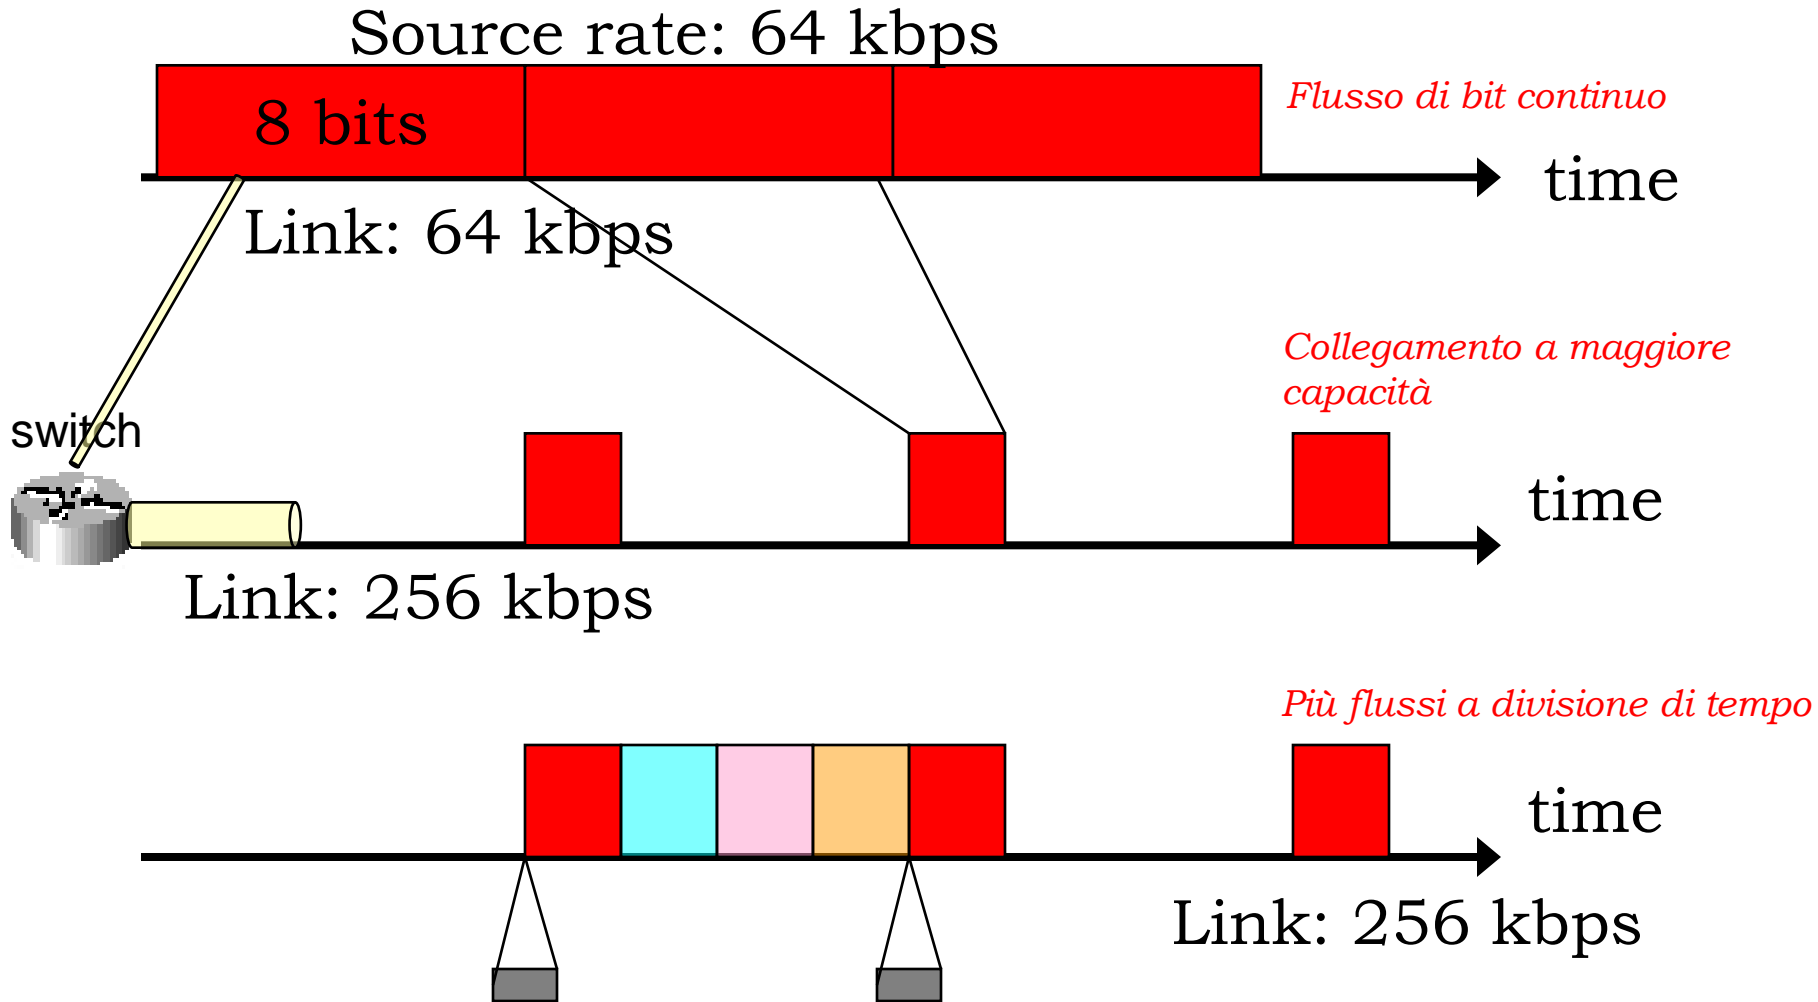 Source rate: 64 kbps
8 bits
Flusso di bit continuo
time
Link: 64 kbps
Collegamento a maggiore
capacità
switch
time
Link: 256 kbps
Più flussi a divisione di tempo
time
Link: 256 kbps